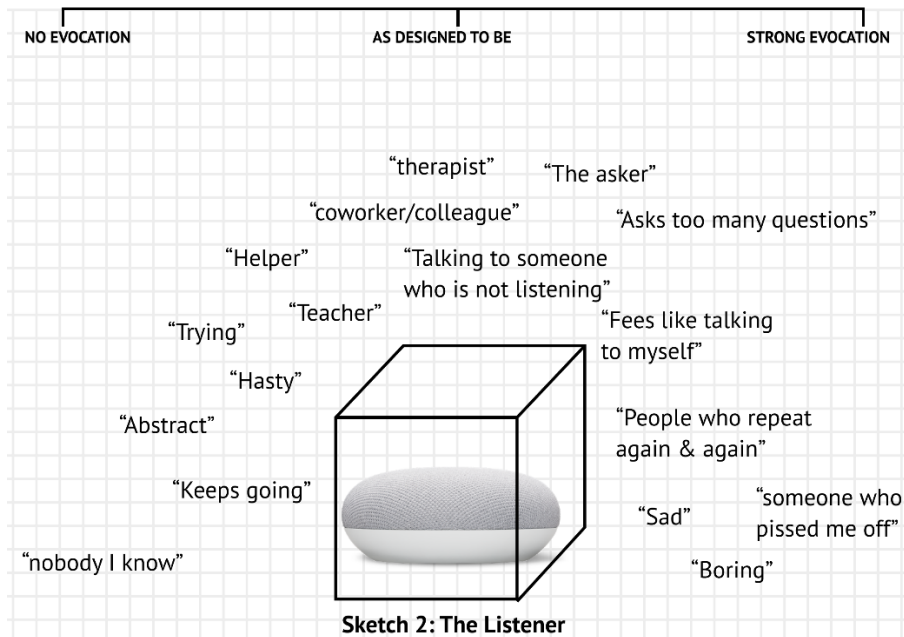 NO EVOCATION
AS DESIGNED TO BE
STRONG EVOCATION
“therapist”
“The asker”
“coworker/colleague”
“Asks too many questions”
“Helper”
“Talking to someone
who is not listening”
“Teacher”
“Trying”
“Fees like talking
to myself”
“Hasty”
“Abstract”
“People who repeat
again & again”
“Keeps going”
“someone who
pissed me off”
“Sad”
“nobody I know”
“Boring”
Sketch 2: The Listener